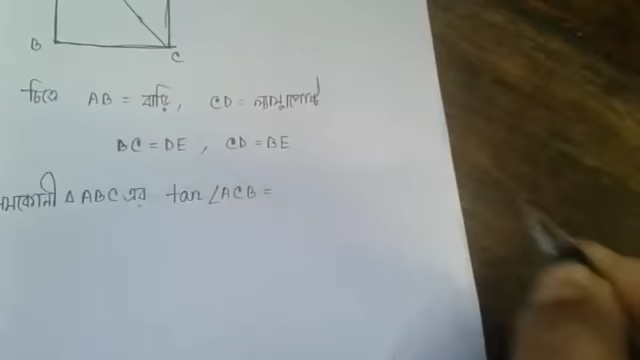 B
C
চিত্রে AB = বাড়ি, CD = ল্যাম্পপোস্ট
BC = DE, CD = BE
সমকোনী Δ ABC এর tan ∠ACB =